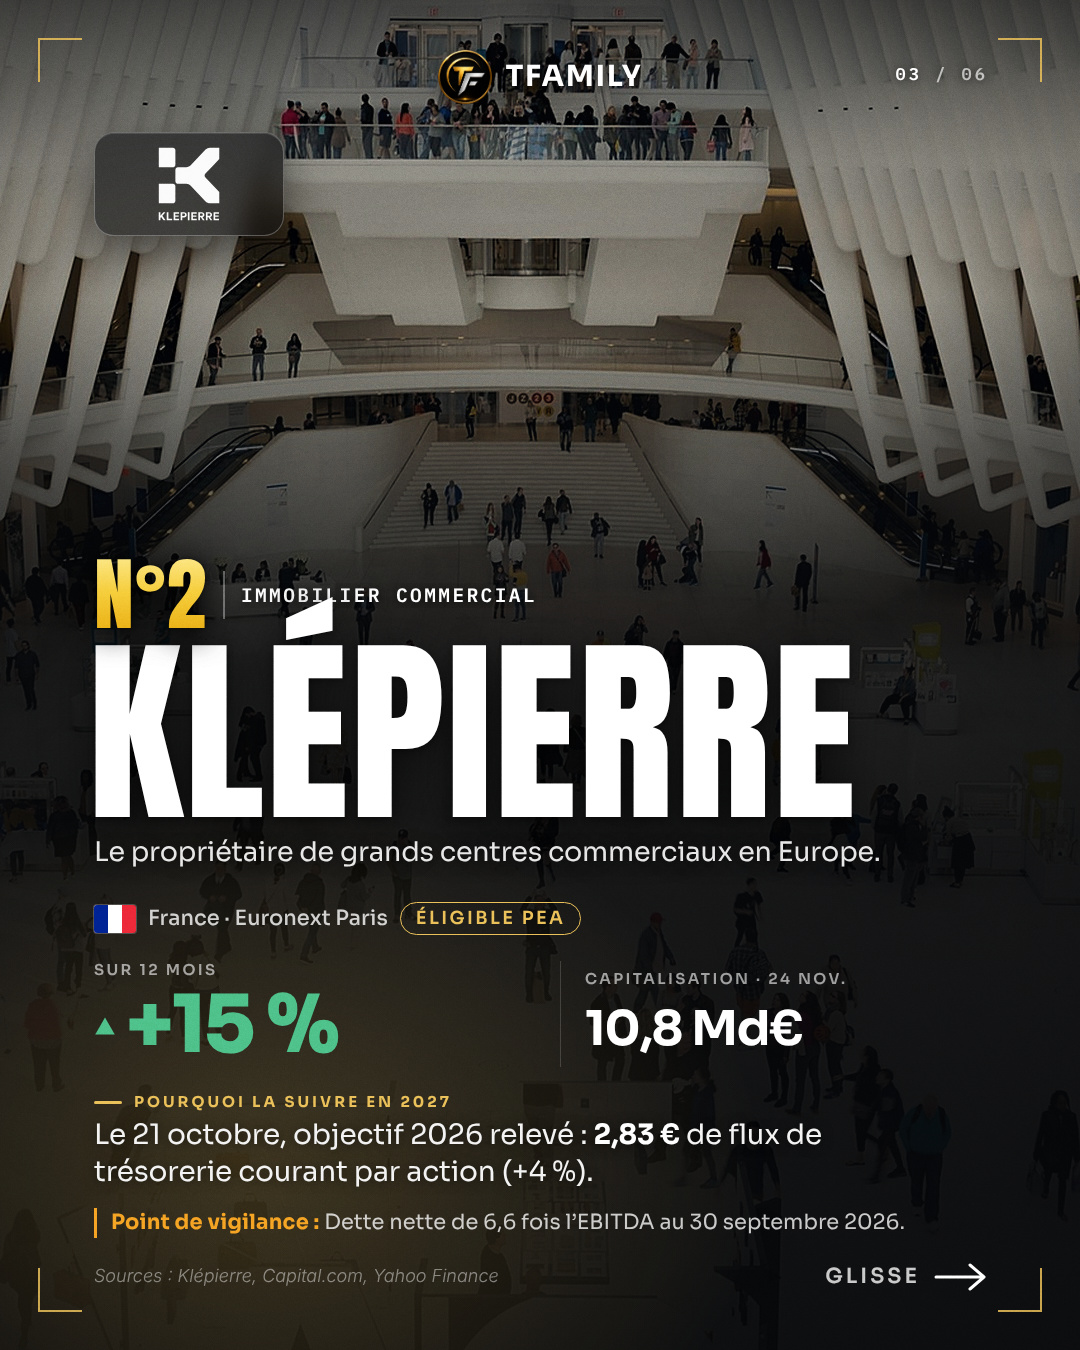 TF TFAMILY
03 / 06
KLEPIERRE
J Z 2 3
N°2 IMMOBILIER COMMERCIAL
KLÉPIERRE
Le propriétaire de grands centres commerciaux en Europe.
France · Euronext Paris ÉLIGIBLE PEA
SUR 12 MOIS
▲ +15 %
CAPITALISATION · 24 NOV.
10,8 Md€
POURQUOI LA SUIVRE EN 2027
Le 21 octobre, objectif 2026 relevé : 2,83 € de flux de
trésorerie courant par action (+4 %).
Point de vigilance : Dette nette de 6,6 fois l’EBITDA au 30 septembre 2026.
Sources : Klépierre, Capital.com, Yahoo Finance
GLISSE →